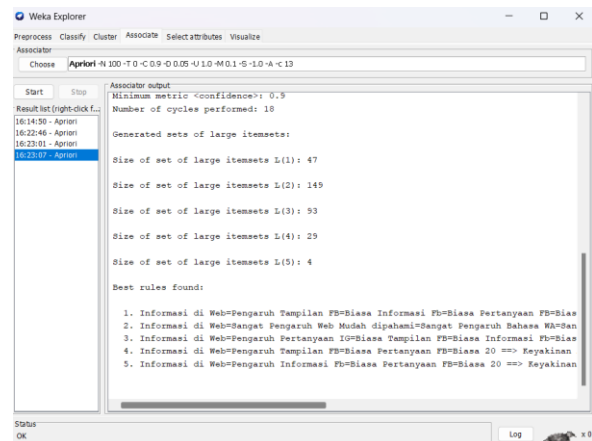 Weka Explorer
Preprocess Classify Cluster Associate Select attributes Visualize
Associator
Choose Apriori -N 100 -T 0 -C 0.9 -D 0.05 -U 1.0 -M 0.1 -S -1.0 -A -c 13
Start Stop
Result list (right-click f...
16:14:50 - Apriori
16:22:46 - Apriori
16:23:01 - Apriori
16:23:07 - Apriori
Associator output
Minimum metric <confidence>: 0.9
Number of cycles performed: 18
Generated sets of large itemsets:
Size of set of large itemsets L(1): 47
Size of set of large itemsets L(2): 149
Size of set of large itemsets L(3): 93
Size of set of large itemsets L(4): 29
Size of set of large itemsets L(5): 4
Best rules found:
1. Informasi di Web=Pengaruh Tampilan FB=Biasa Informasi Fb=Biasa Pertanyaan FB=Bias
2. Informasi di Web=Sangat Pengaruh Web Mudah dipahami=Sangat Pengaruh Bahasa WA=San
3. Informasi di Web=Pengaruh Pertanyaan IG=Biasa Tampilan FB=Biasa Informasi Fb=Bias
4. Informasi di Web=Pengaruh Tampilan FB=Biasa Pertanyaan FB=Biasa 20 ==> Keyakinan
5. Informasi di Web=Pengaruh Informasi Fb=Biasa Pertanyaan FB=Biasa 20 ==> Keyakinan
Status
OK
Log
x 0